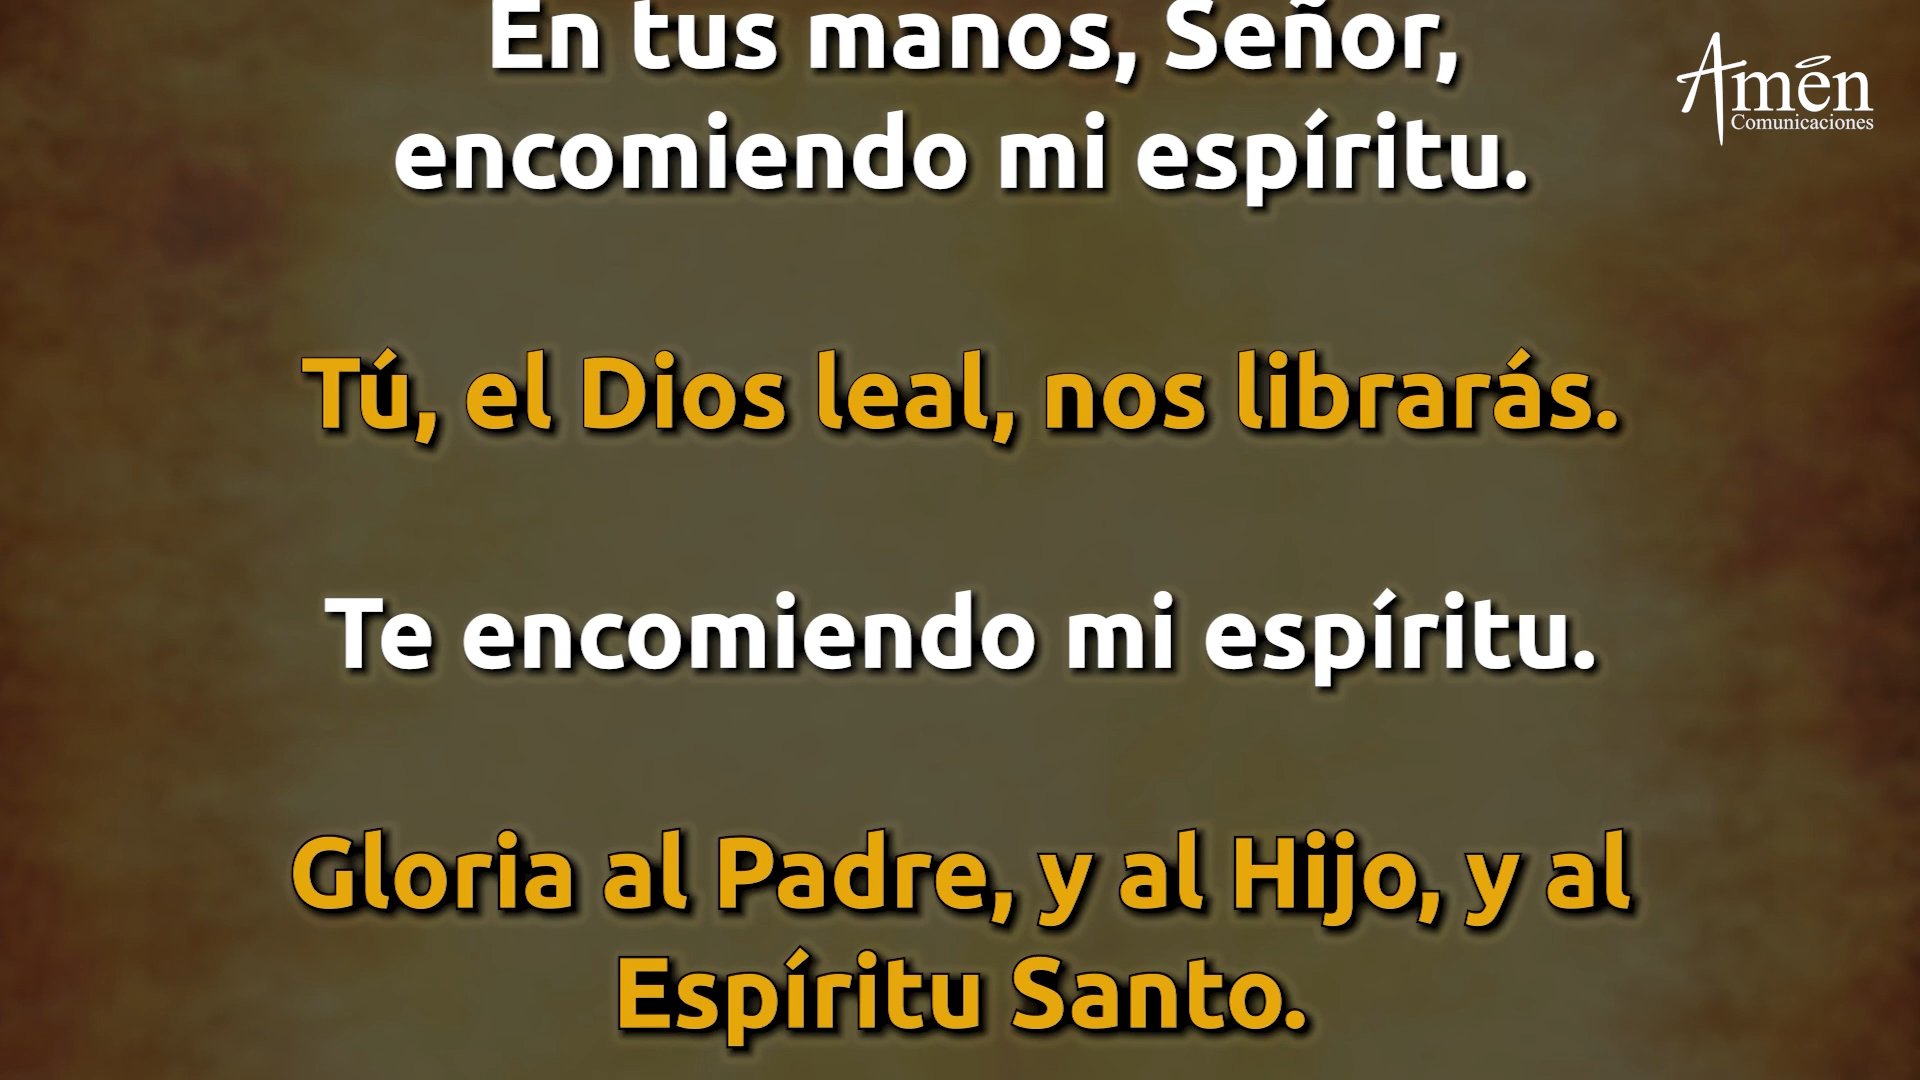 En tus manos, Señor,
encomiendo mi espíritu.
Tú, el Dios leal, nos librarás.
Te encomiendo mi espíritu.
Gloria al Padre, y al Hijo, y al
Espíritu Santo.
Amén
Comunicaciones